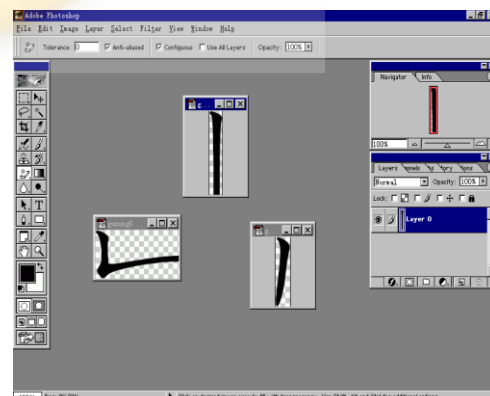 Adobe Photoshop
File Edit Image Layer Select Filter View Window Help
Tolerance: 0 Anti-aliased Contiguous Use All Layers Opacity: 100%
Navigator Info
100%
Layers
Normal Opacity: 100%
Lock:
Layer 0